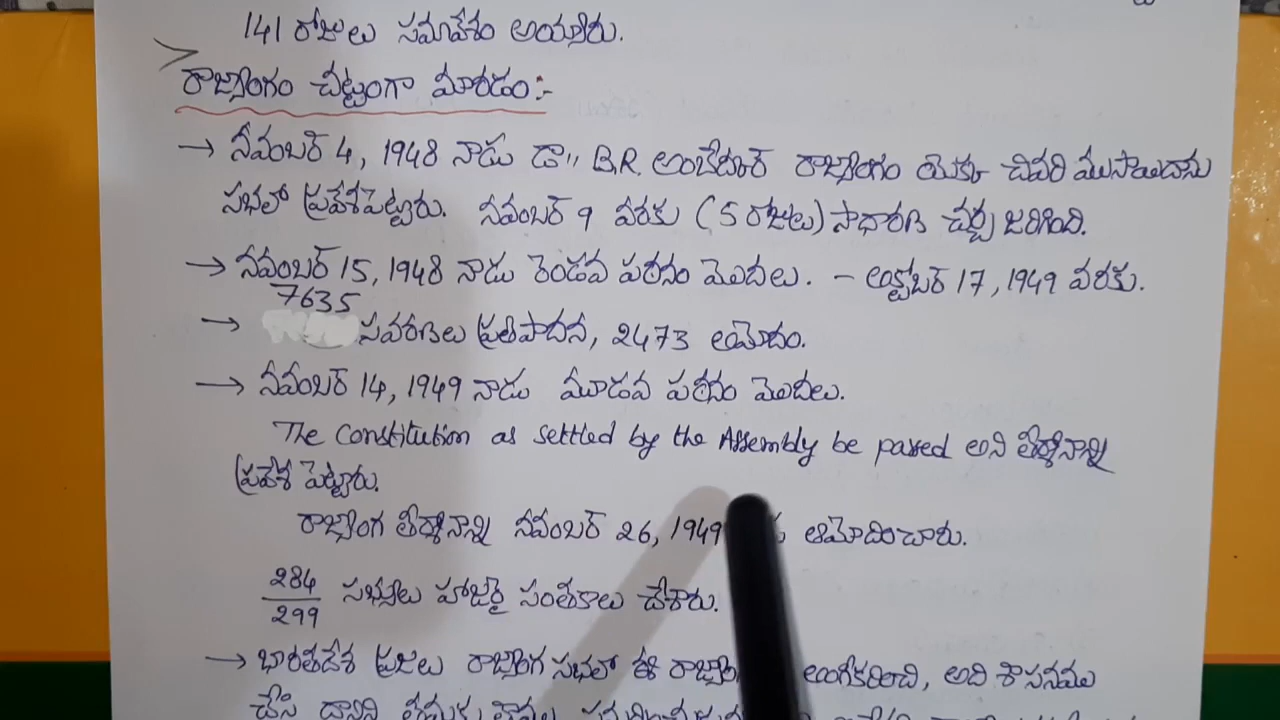 141 రోజులు సమావేశం అయ్యారు.
రాజ్యాంగం చట్టంగా మారడం:-
→ నవంబర్ 4, 1948 నాడు డా॥ B.R. అంబేద్కర్ రాజ్యాంగం యొక్క చివరి ముసాయిదాను
సభలో ప్రవేశపెట్టారు. నవంబర్ 9 వరకు (5 రోజులు) సాధారణ చర్చ జరిగింది.
→ నవంబర్ 15, 1948 నాడు రెండవ పఠనం మొదలు. – అక్టోబర్ 17, 1949 వరకు.
→ 7635 సవరణలు ప్రతిపాదన, 2473 ఆమోదం.
→ నవంబర్ 14, 1949 నాడు మూడవ పఠనం మొదలు.
The Constitution as settled by the Assembly be passed అని తీర్మానాన్ని
ప్రవేశ పెట్టారు.
రాజ్యాంగ తీర్మానాన్ని నవంబర్ 26, 1949 ఆమోదించారు.
284/299 సభ్యులు హాజరై సంతకాలు చేశారు.
→ భారతదేశ ప్రజలు రాజ్యాంగ సభలో ఈ అంగీకరించి, అది శాసనము
చేసి దానిని